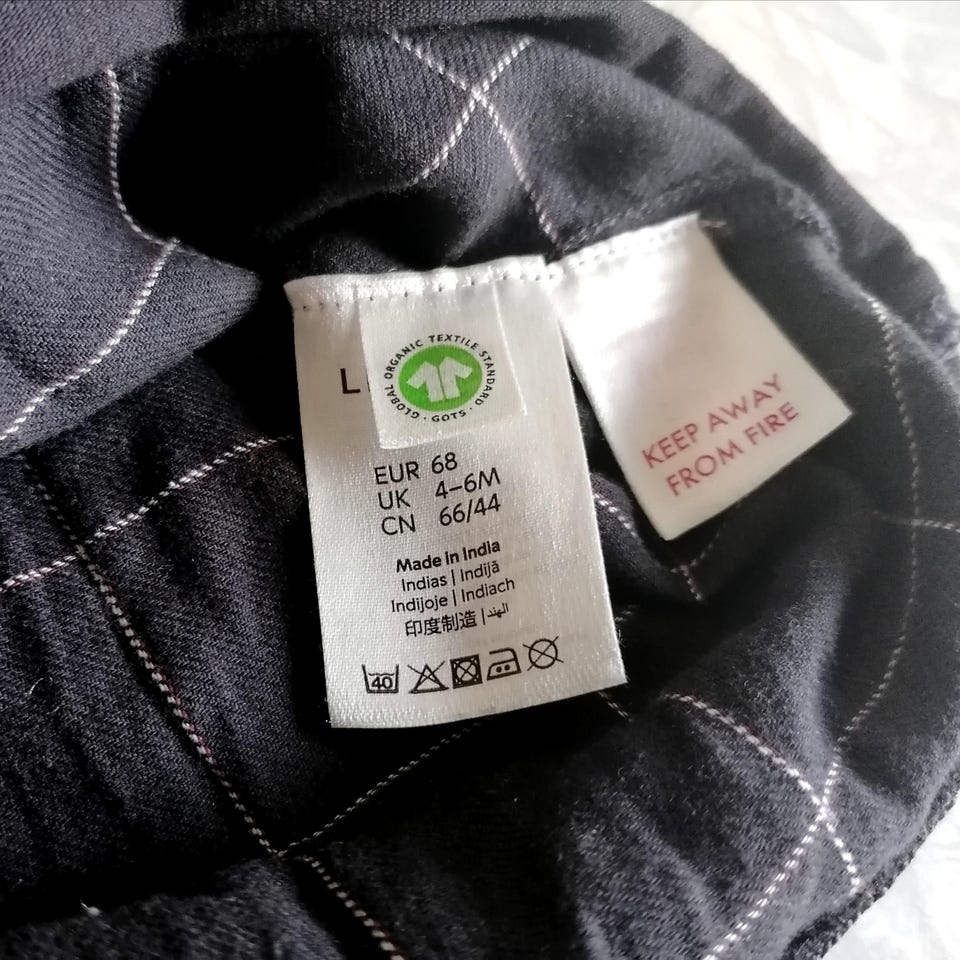 GLOBAL ORGANIC TEXTILE STANDARD
· GOTS ·
EUR 68
UK 4-6M
CN 66/44
Made in India
Indias | Indijā
Indijoje | Indiach
印度制造 | الهند
40
KEEP AWAY
FROM FIRE